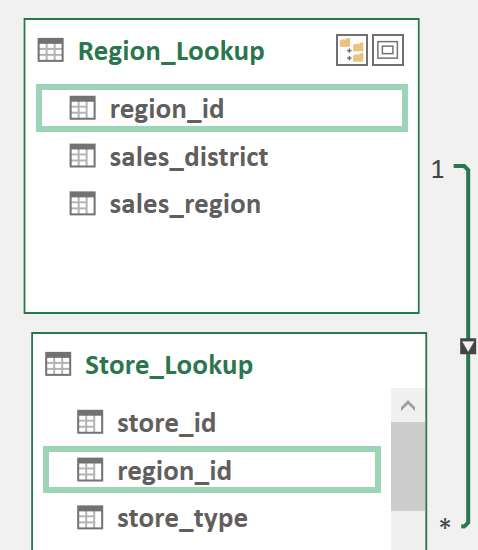 Region_Lookup
region_id
sales_district
sales_region
1
Store_Lookup
store_id
region_id
store_type
*